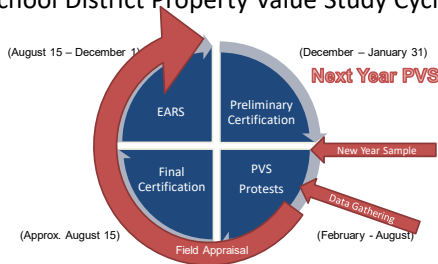 School District Property Value Study Cycle
(August 15 – December 1)
(December – January 31)
Next Year PVS
EARS
Preliminary
Certification
New Year Sample
Final
Certification
PVS
Protests
Data Gathering
(Approx. August 15)
(February - August)
Field Appraisal